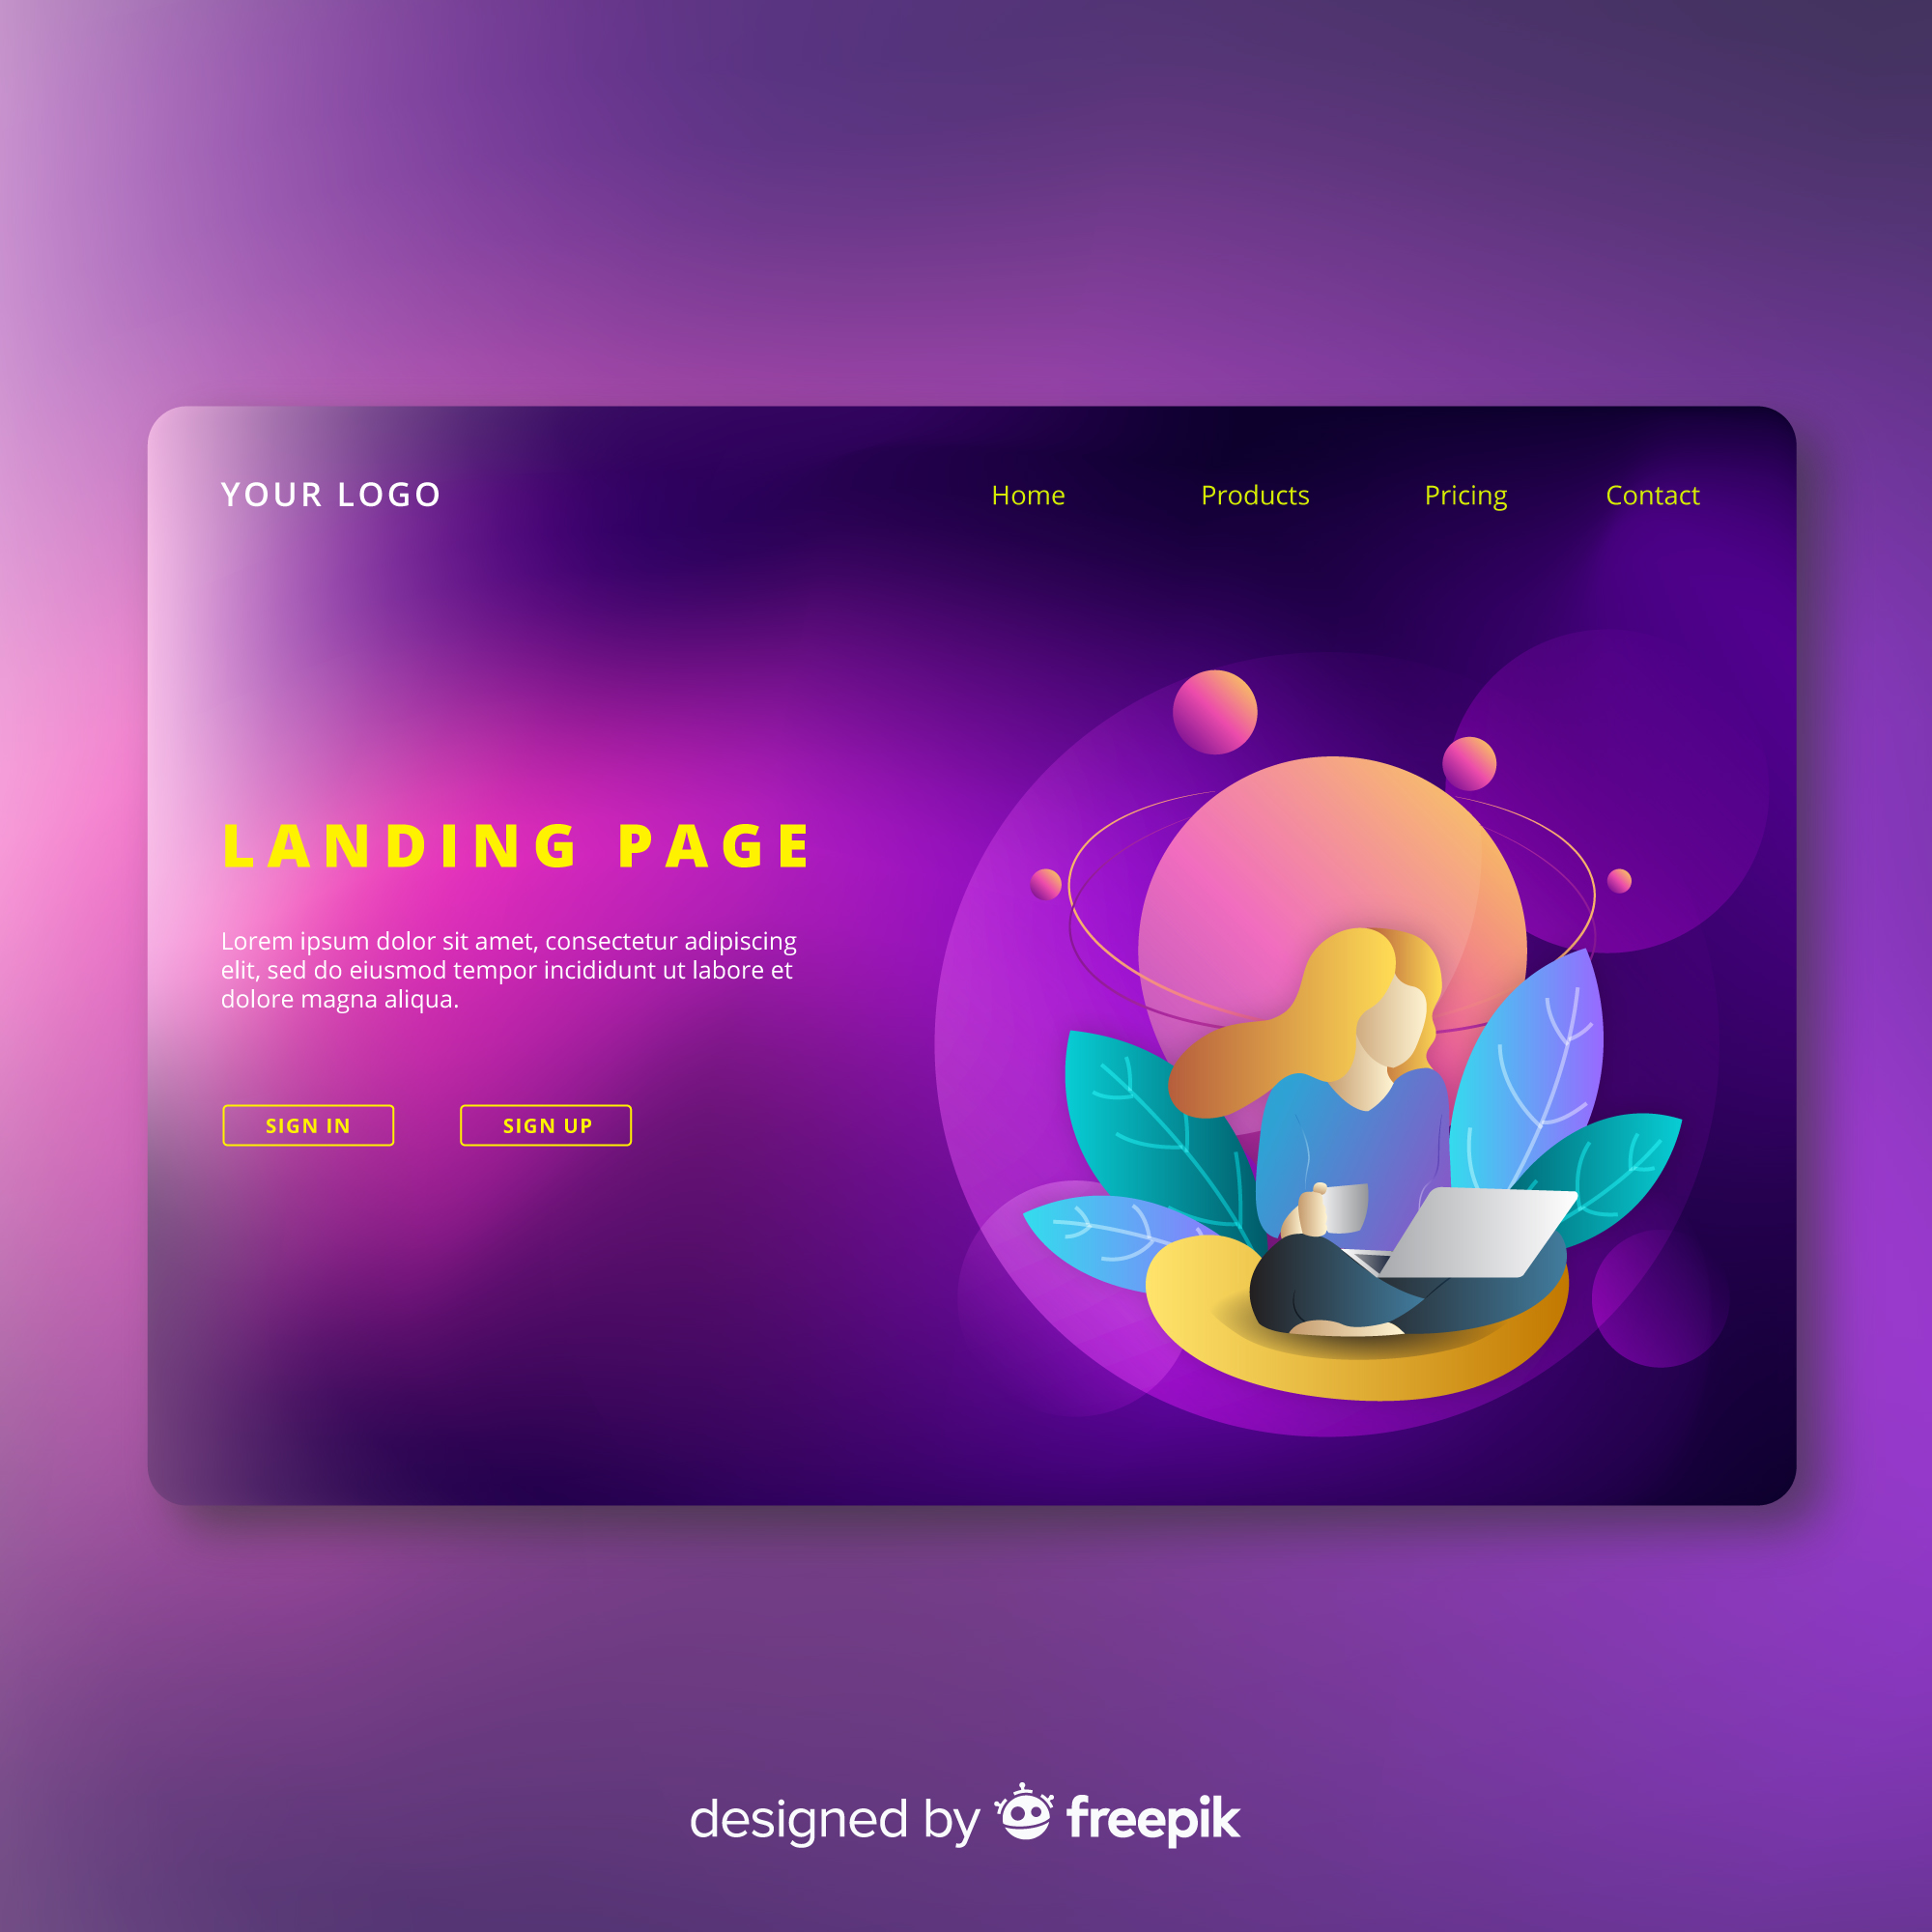 YOUR LOGO
Home Products Pricing Contact
LANDING PAGE
Lorem ipsum dolor sit amet, consectetur adipiscing
elit, sed do eiusmod tempor incididunt ut labore et
dolore magna aliqua.
SIGN IN SIGN UP
designed by freepik